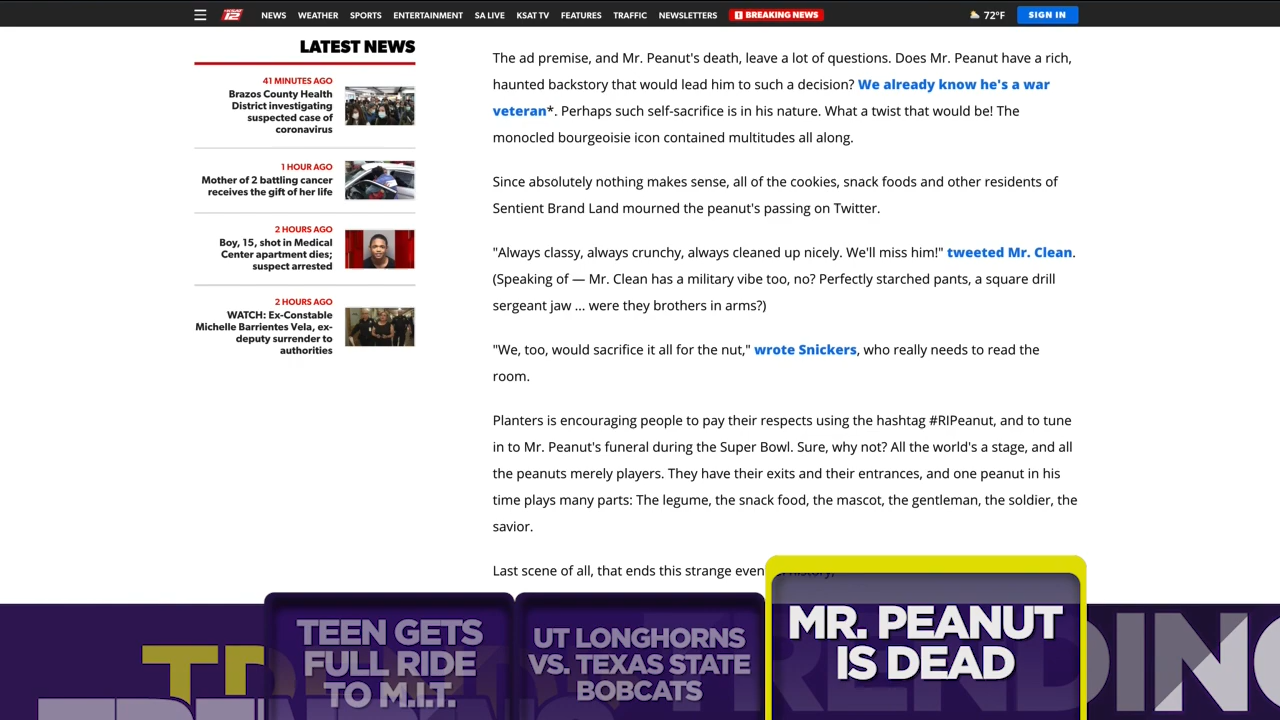 KSAT 12
NEWS
WEATHER
SPORTS
ENTERTAINMENT
SA LIVE
KSAT TV
FEATURES
TRAFFIC
NEWSLETTERS
BREAKING NEWS
72°F
SIGN IN
LATEST NEWS
41 MINUTES AGO
Brazos County Health
District investigating
suspected case of
coronavirus
1 HOUR AGO
Mother of 2 battling cancer
receives the gift of her life
2 HOURS AGO
Boy, 15, shot in Medical
Center apartment dies;
suspect arrested
2 HOURS AGO
WATCH: Ex-Constable
Michelle Barrientes Vela, ex-
deputy surrender to
authorities
The ad premise, and Mr. Peanut's death, leave a lot of questions. Does Mr. Peanut have a rich,
haunted backstory that would lead him to such a decision? We already know he's a war
veteran*. Perhaps such self-sacrifice is in his nature. What a twist that would be! The
monocled bourgeoisie icon contained multitudes all along.
Since absolutely nothing makes sense, all of the cookies, snack foods and other residents of
Sentient Brand Land mourned the peanut's passing on Twitter.
"Always classy, always crunchy, always cleaned up nicely. We'll miss him!" tweeted Mr. Clean.
(Speaking of — Mr. Clean has a military vibe too, no? Perfectly starched pants, a square drill
sergeant jaw ... were they brothers in arms?)
"We, too, would sacrifice it all for the nut," wrote Snickers, who really needs to read the
room.
Planters is encouraging people to pay their respects using the hashtag #RIPeanut, and to tune
in to Mr. Peanut's funeral during the Super Bowl. Sure, why not? All the world's a stage, and all
the peanuts merely players. They have their exits and their entrances, and one peanut in his
time plays many parts: The legume, the snack food, the mascot, the gentleman, the soldier, the
savior.
Last scene of all, that ends this strange even history,
TEEN GETS
FULL RIDE
TO M.I.T.
UT LONGHORNS
VS. TEXAS STATE
BOBCATS
MR. PEANUT
IS DEAD
TRENDING